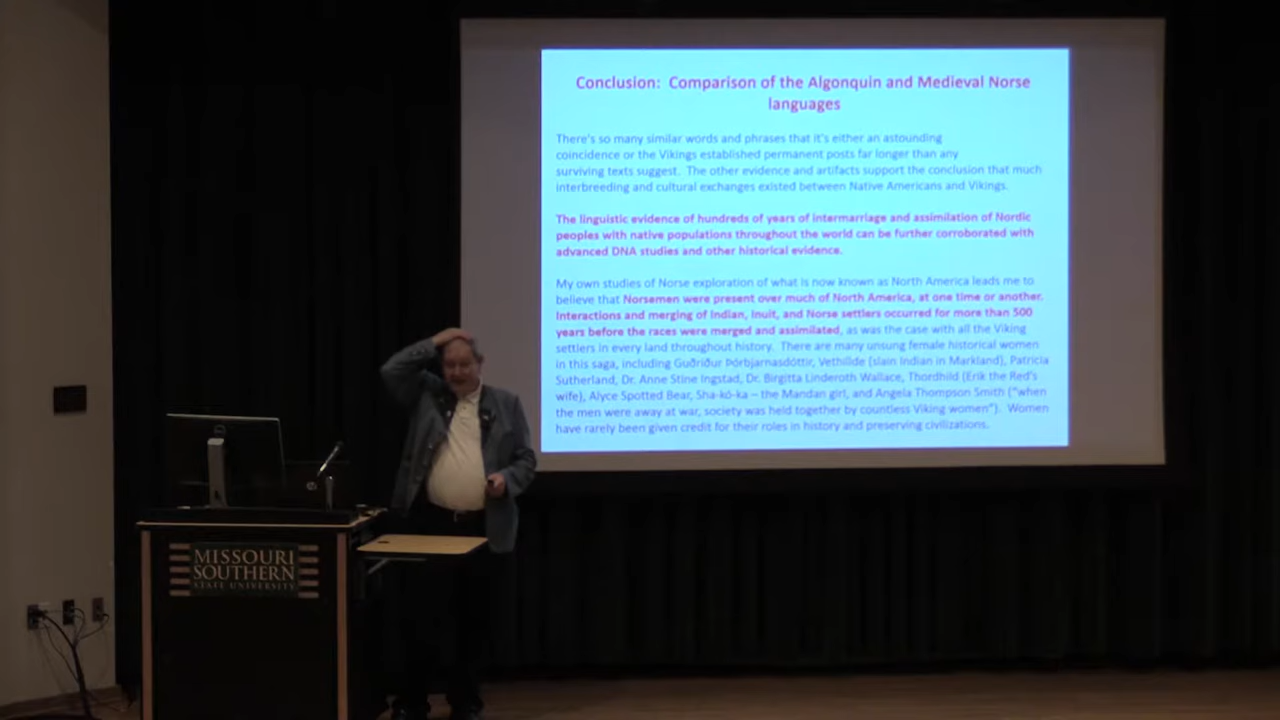 Conclusion: Comparison of the Algonquin and Medieval Norse
languages
There's so many similar words and phrases that it's either an astounding
coincidence or the Vikings established permanent posts far longer than any
surviving texts suggest. The other evidence and artifacts support the conclusion that much
interbreeding and cultural exchanges existed between Native Americans and Vikings.
The linguistic evidence of hundreds of years of intermarriage and assimilation of Nordic
peoples with native populations throughout the world can be further corroborated with
advanced DNA studies and other historical evidence.
My own studies of Norse exploration of what is now known as North America leads me to
believe that Norsemen were present over much of North America, at one time or another.
Interactions and merging of Indian, Inuit, and Norse settlers occurred for more than 500
years before the races were merged and assimilated, as was the case with all the Viking
settlers in every land throughout history. There are many unsung female historical women
in this saga, including Guðriður Þórbjarnasdóttir, Vethillde (slain Indian in Markland), Patricia
Sutherland, Dr. Anne Stine Ingstad, Dr. Birgitta Linderoth Wallace, Thordhild (Erik the Red's
wife), Alyce Spotted Bear, Sha-kó-ka – the Mandan girl, and Angela Thompson Smith ("when
the men were away at war, society was held together by countless Viking women"). Women
have rarely been given credit for their roles in history and preserving civilizations.
MISSOURI
SOUTHERN
STATE UNIVERSITY